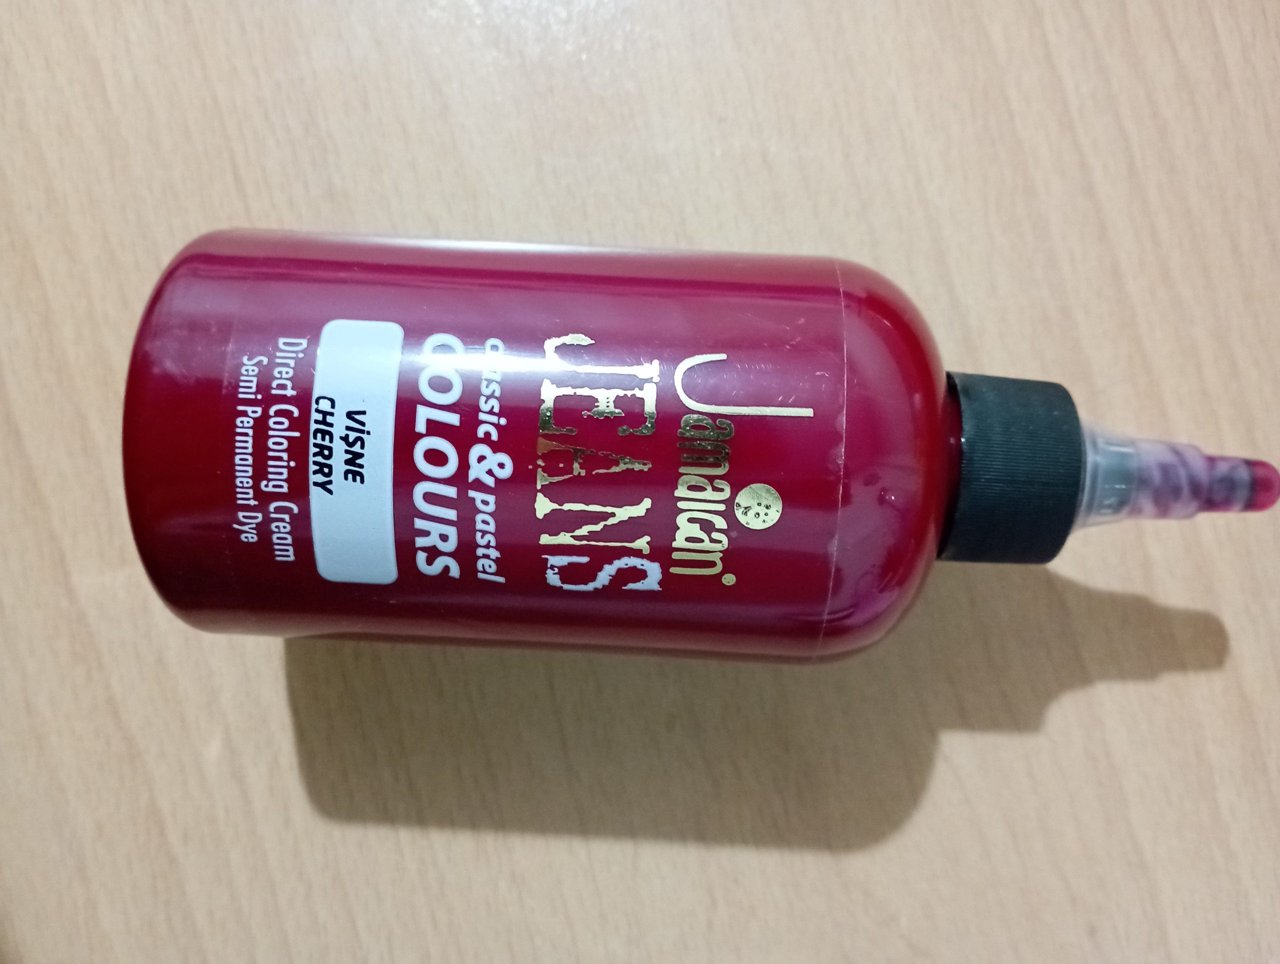 Jamaican®
JEANS
classic & pastel
COLOURS
VİŞNE
CHERRY
Direct Coloring Cream
Semi Permanent Dye